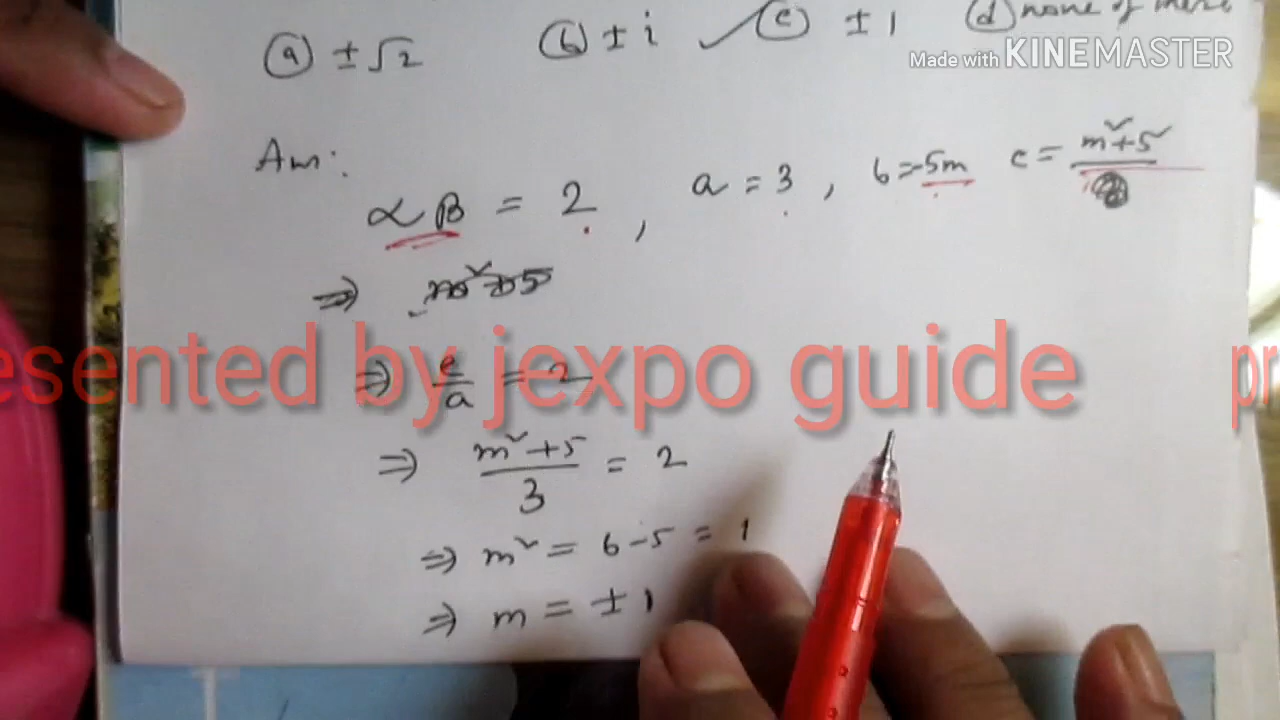 (a) ±√2 (b) ±i ✓(c) ±1 (d) none of these
Made with KINEMASTER
Ans:
αβ = 2, a = 3, b = -5m c = m²+5
⇒
esented by jexpo guide pr
⇒ c/a = 2
⇒ m²+5/3 = 2
⇒ m² = 6-5 = 1
⇒ m = ±1